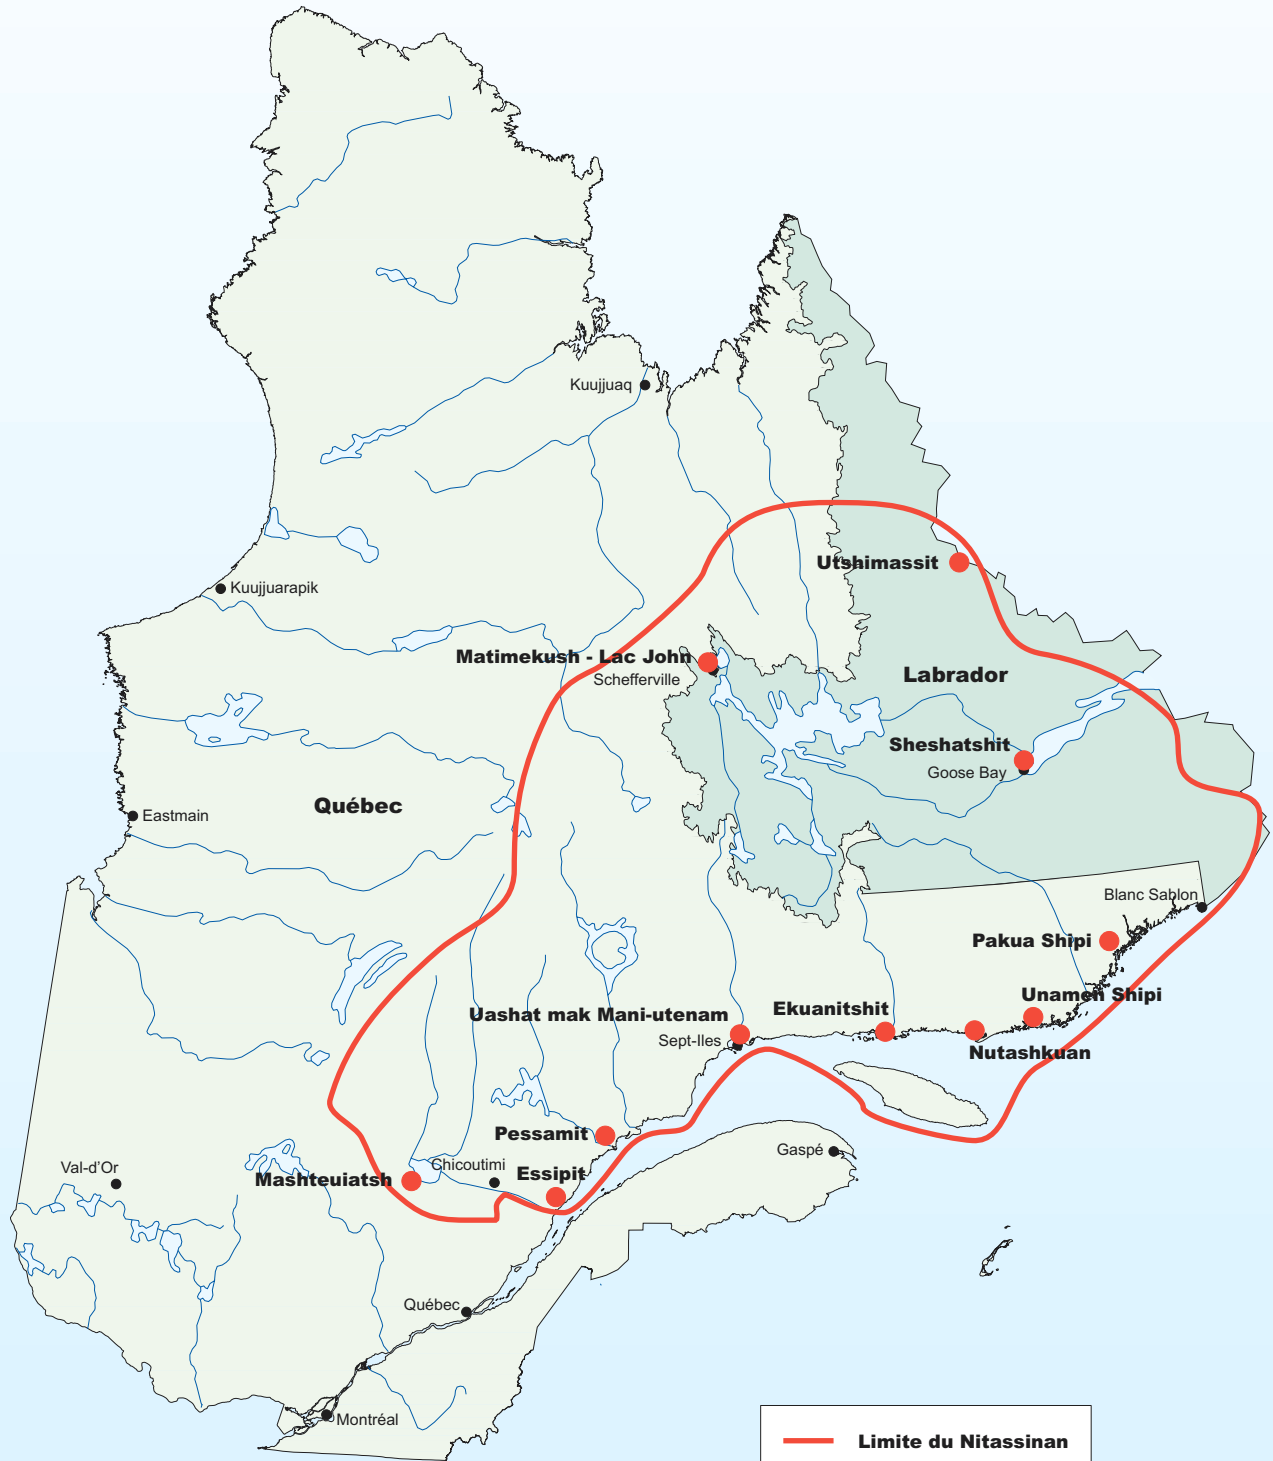 Kuujjuaq
Utshimassit
Kuujjuarapik
Matimekush - Lac John
Schefferville
Labrador
Sheshatshit
Goose Bay
Québec
Eastmain
Blanc Sablon
Pakua Shipi
Unamen Shipi
Ekuanitshit
Uashat mak Mani-utenam
Sept-Iles
Nutashkuan
Pessamit
Gaspé
Chicoutimi
Val-d'Or
Essipit
Mashteuiatsh
Québec
Montréal
Limite du Nitassinan